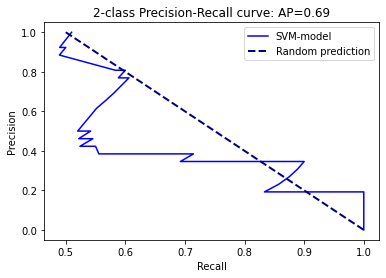 2-class Precision-Recall curve: AP=0.69
SVM-model
Random prediction
Precision
1.0
0.8
0.6
0.4
0.2
0.0
0.5 0.6 0.7 0.8 0.9 1.0
Recall